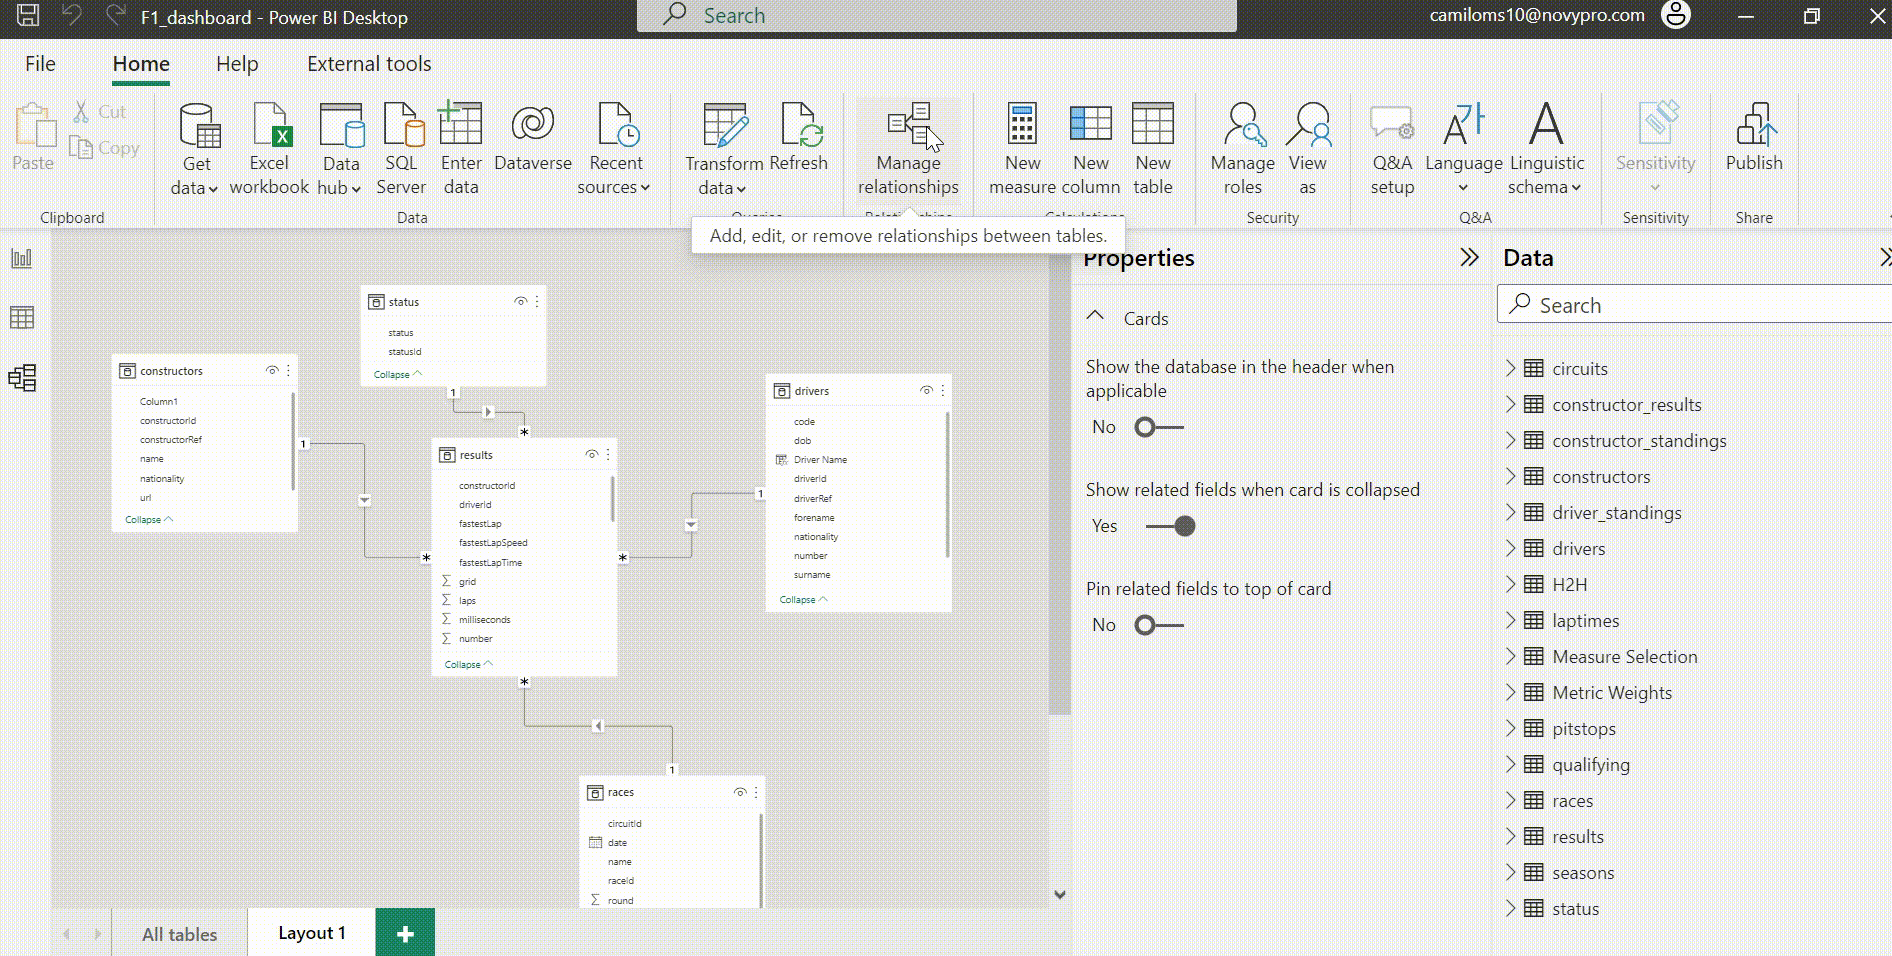 F1_dashboard - Power BI Desktop
Search
camiloms10@novypro.com
File
Home
Help
External tools
Paste
Cut
Copy
Get data
Excel workbook
Data hub
SQL Server
Enter data
Dataverse
Recent sources
Transform data
Refresh
Manage relationships
New measure
New column
New table
Manage roles
View as
Q&A setup
Language
Linguistic schema
Sensitivity
Publish
Clipboard
Data
Queries
Relationships
Calculations
Security
Q&A
Sensitivity
Share
Add, edit, or remove relationships between tables.
status
status
statusId
Collapse
1
*
constructors
Column1
constructorId
constructorRef
name
nationality
url
Collapse
1
*
results
constructorId
driverId
fastestLap
fastestLapSpeed
fastestLapTime
Σ grid
Σ laps
Σ milliseconds
Σ number
Collapse
*
drivers
code
dob
Driver Name
driverId
driverRef
forename
nationality
number
surname
Collapse
1
*
1
races
circuitId
date
name
raceId
Σ round
All tables
Layout 1
+
Properties
Cards
Show the database in the header when
applicable
No
Show related fields when card is collapsed
Yes
Pin related fields to top of card
No
Data
Search
circuits
constructor_results
constructor_standings
constructors
driver_standings
drivers
H2H
laptimes
Measure Selection
Metric Weights
pitstops
qualifying
races
results
seasons
status